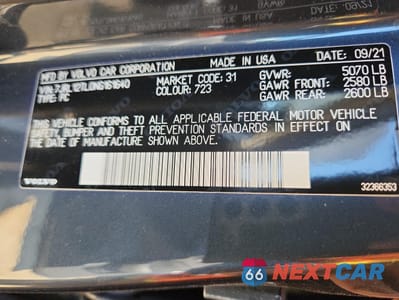 MFD. BY VOLVO CAR CORPORATION MADE IN USA DATE 09/21
VIN: 7JRL12TL0NG161640 MARKET CODE: 31 GVWR: 5070 LB
TYPE: PC COLOUR: 723 GAWR FRONT: 2580 LB
GAWR REAR: 2600 LB
THIS VEHICLE CONFORMS TO ALL APPLICABLE FEDERAL MOTOR VEHICLE
SAFETY, BUMPER AND THEFT PREVENTION STANDARDS IN EFFECT ON
THE DATE OF MANUFACTURE SHOWN ABOVE.
VOLVO
32366353
66 NEXTCAR